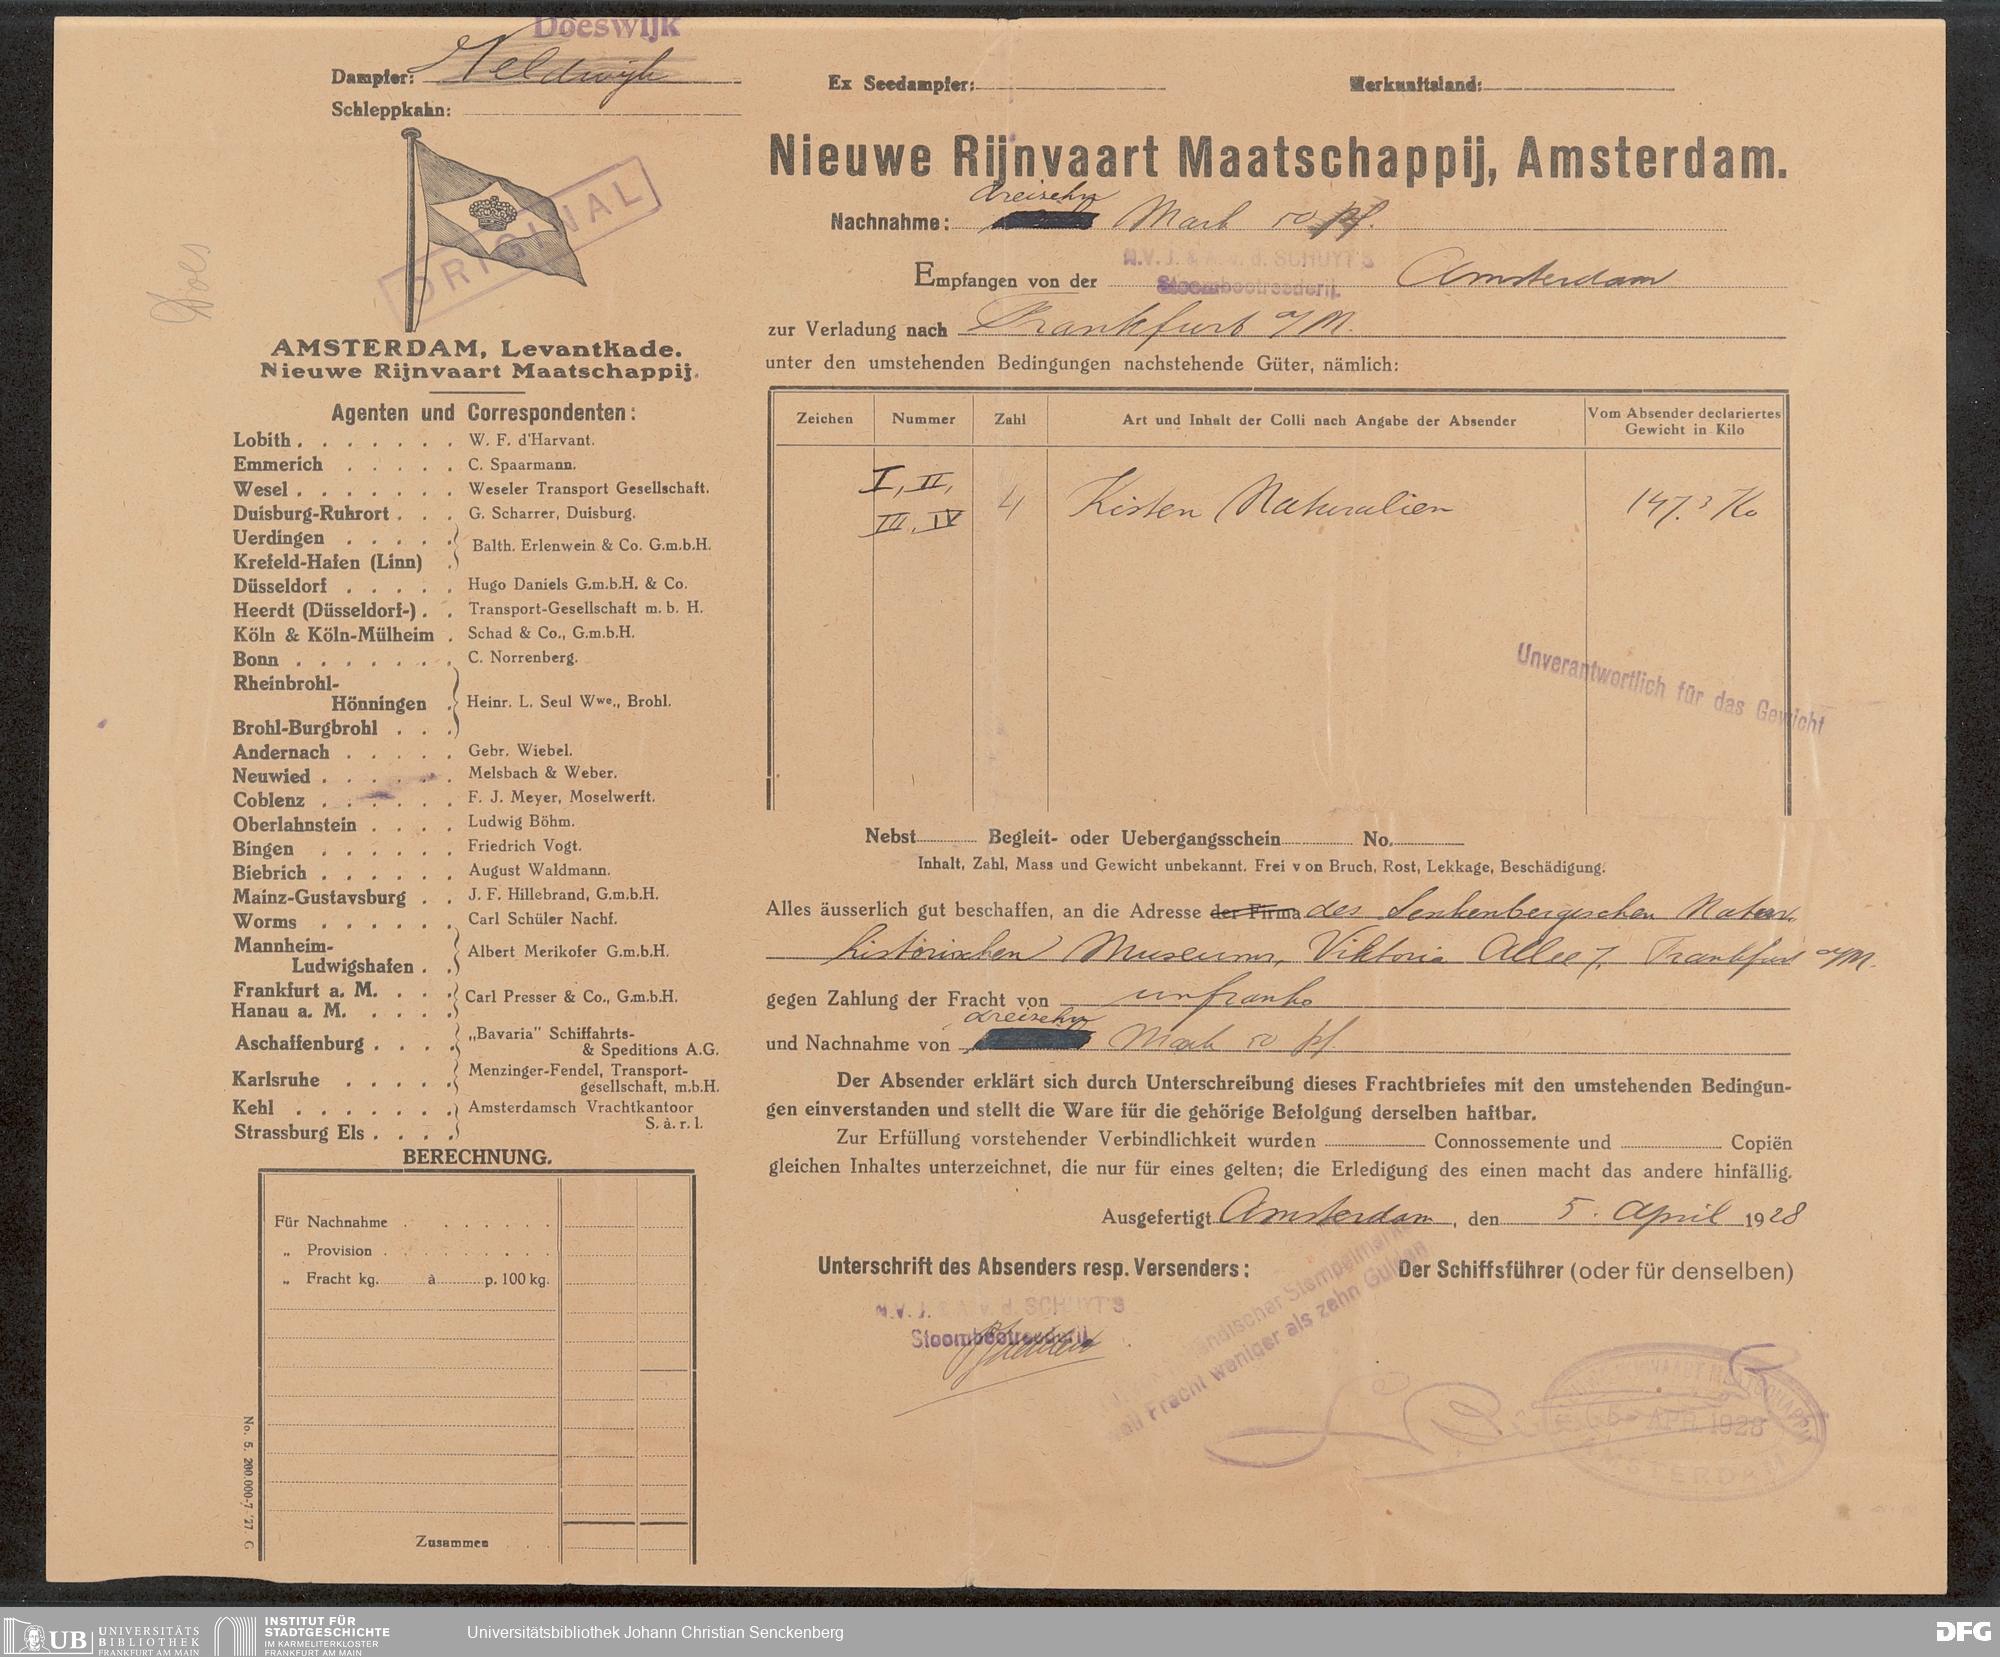 Doeswijk
Dampfer: Veldwijk
Schleppkahn:
Ex Seedampfer:
Herkunftsland:
ORIGINAL
Does
Nieuwe Rijnvaart Maatschappij, Amsterdam.
dreizehn
Nachnahme: Mark 50 Pf.
N.V. J. & A. v. d. SCHUYT'S
Stoombootreederij.
Empfangen von der Amsterdam
zur Verladung nach Frankfurt a/M.
unter den umstehenden Bedingungen nachstehende Güter, nämlich:
AMSTERDAM, Levantkade.
Nieuwe Rijnvaart Maatschappij.
Agenten und Correspondenten:
Lobith . . . . . . . W. F. d'Harvant.
Emmerich . . . . . C. Spaarmann.
Wesel . . . . . . . Weseler Transport Gesellschaft.
Duisburg-Ruhrort . . . G. Scharrer, Duisburg.
Uerdingen . . . . .
Krefeld-Hafen (Linn) . Balth. Erlenwein & Co. G.m.b.H.
Düsseldorf . . . . . Hugo Daniels G.m.b.H. & Co.
Heerdt (Düsseldorf-) . . Transport-Gesellschaft m. b. H.
Köln & Köln-Mülheim . Schad & Co., G.m.b.H.
Bonn . . . . . . . C. Norrenberg.
Rheinbrohl-
Hönningen . Heinr. L. Seul Wwe., Brohl.
Brohl-Burgbrohl . . .
Andernach . . . . . Gebr. Wiebel.
Neuwied . . . . . . Melsbach & Weber.
Coblenz . . . . . . F. J. Meyer, Moselwerft.
Oberlahnstein . . . . Ludwig Böhm.
Bingen . . . . . . Friedrich Vogt.
Biebrich . . . . . . August Waldmann.
Mainz-Gustavsburg . . J. F. Hillebrand, G.m.b.H.
Worms . . . . . . Carl Schüler Nachf.
Mannheim-
Ludwigshafen . . Albert Merikofer G.m.b.H.
Frankfurt a. M. . . . Carl Presser & Co., G.m.b.H.
Hanau a. M. . . . .
Aschaffenburg . . . . „Bavaria" Schiffahrts-
& Speditions A.G.
Karlsruhe . . . . . Menzinger-Fendel, Transport-
gesellschaft, m.b.H.
Kehl . . . . . . . Amsterdamsch Vrachtkantoor
Strassburg Els . . . . S. à. r. l.
BERECHNUNG.
Für Nachnahme
„ Provision
„ Fracht kg. à p. 100 kg.
Zusammen
No. 5. 200.000-7 '27. G
Zeichen Nummer Zahl Art und Inhalt der Colli nach Angabe der Absender Vom Absender declariertes
Gewicht in Kilo
I, II,
III, IV 4 Kisten Naturalien 147.3 Ko
Unverantwortlich für das Gewicht
Nebst Begleit- oder Uebergangsschein No.
Inhalt, Zahl, Mass und Gewicht unbekannt. Frei von Bruch, Rost, Lekkage, Beschädigung.
Alles äusserlich gut beschaffen, an die Adresse der Firma des Senkenbergischen Natur-
historischen Museums, Viktoria Allee 7, Frankfurt a/M.
gegen Zahlung der Fracht von unfranko
dreizehn
und Nachnahme von Mark 50 Pf
Der Absender erklärt sich durch Unterschreibung dieses Frachtbriefes mit den umstehenden Bedingun-
gen einverstanden und stellt die Ware für die gehörige Befolgung derselben haftbar.
Zur Erfüllung vorstehender Verbindlichkeit wurden Connossemente und Copiën
gleichen Inhaltes unterzeichnet, die nur für eines gelten; die Erledigung des einen macht das andere hinfällig.
Ausgefertigt Amsterdam, den 5. April 1928
Unterschrift des Absenders resp. Versenders:
Der Schiffsführer (oder für denselben)
N.V. J. & A. v. d. SCHUYT'S
Stoombootreederij.
Stempelmarke
weil Fracht weniger als zehn Gulden
RIJNVAART MAATSCHAPPIJ
5 APR. 1928
AMSTERDAM
UB UNIVERSITÄTS
BIBLIOTHEK
FRANKFURT AM MAIN
INSTITUT FÜR
STADTGESCHICHTE
IM KARMELITERKLOSTER
FRANKFURT AM MAIN
Universitätsbibliothek Johann Christian Senckenberg
DFG